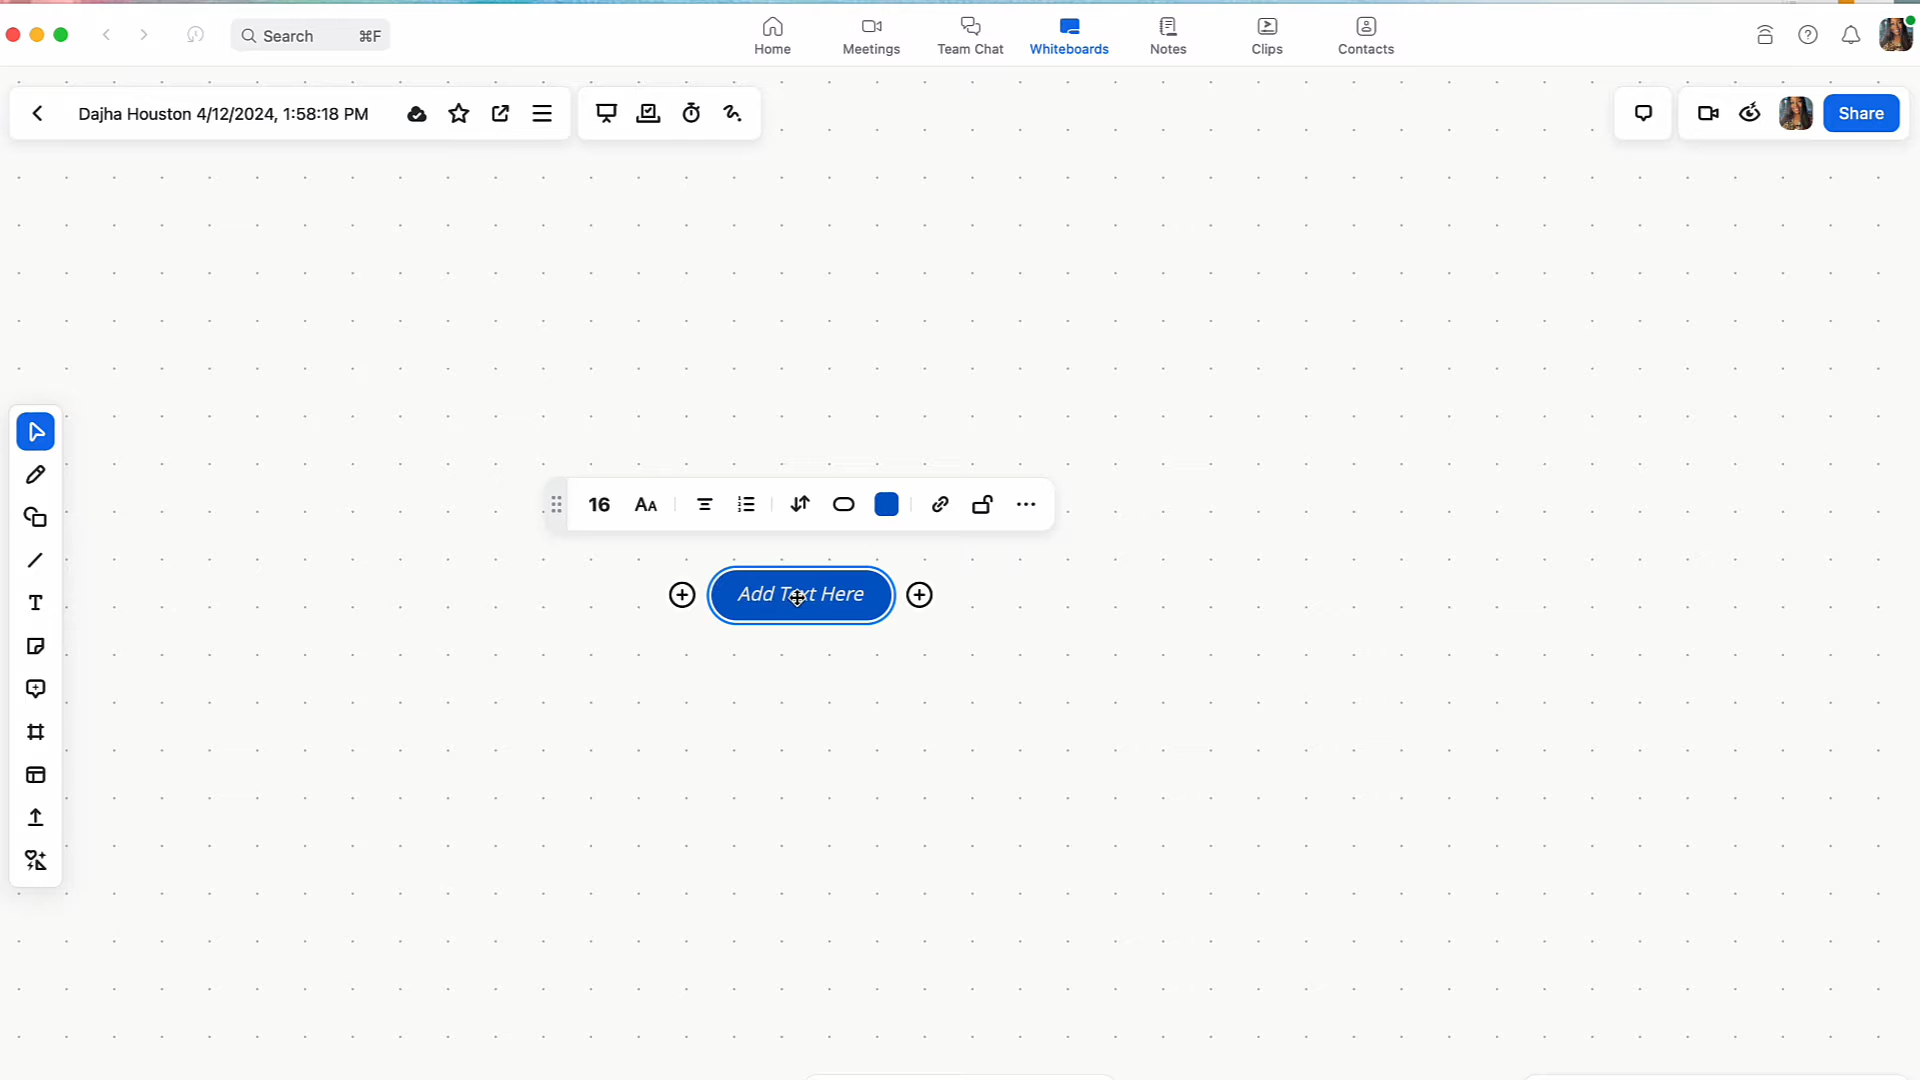 Search ⌘F
Home
Meetings
Team Chat
Whiteboards
Notes
Clips
Contacts
Dajha Houston 4/12/2024, 1:58:18 PM
Share
16 AA
T
Add Text Here